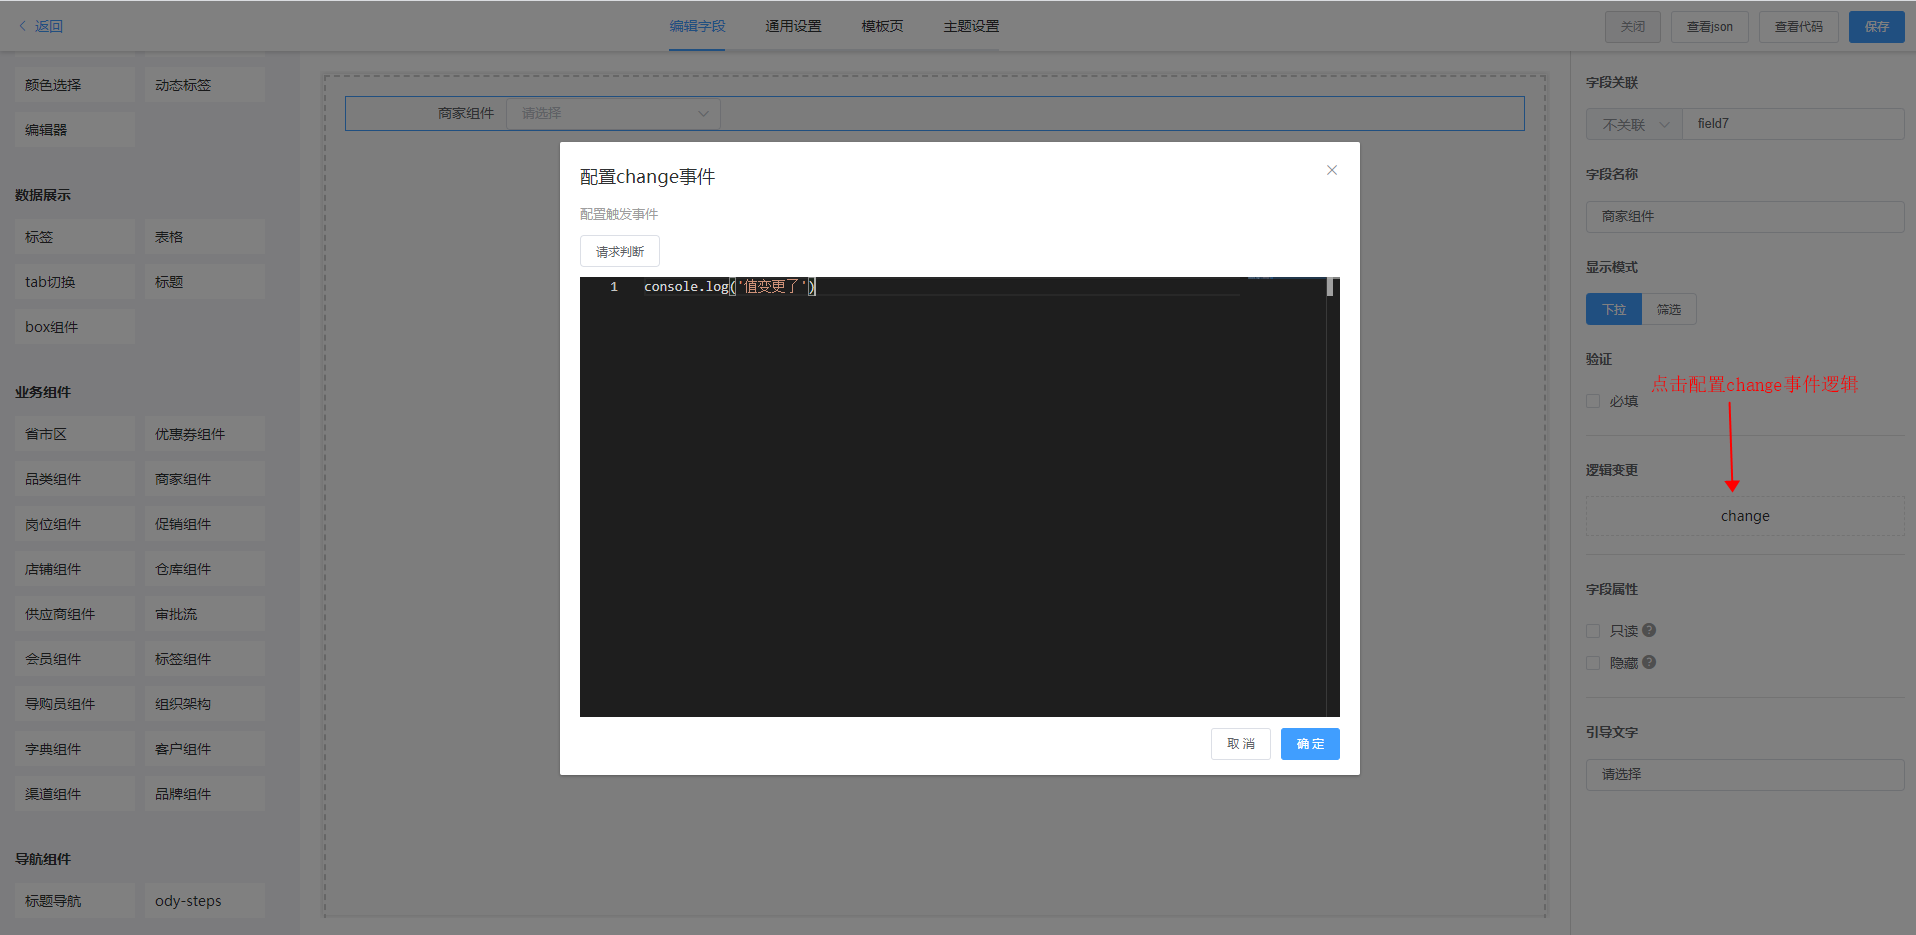 返回
编辑字段
通用设置
模板页
主题设置
关闭
查看json
查看代码
保存
颜色选择
动态标签
编辑器
数据展示
标签
表格
tab切换
标题
box组件
业务组件
省市区
优惠券组件
品类组件
商家组件
岗位组件
促销组件
店铺组件
仓库组件
供应商组件
审批流
会员组件
标签组件
导购员组件
组织架构
字典组件
客户组件
渠道组件
品牌组件
导航组件
标题导航
ody-steps
商家组件
请选择
配置change事件
配置触发事件
请求判断
1 console.log('值变更了')
取消
确定
字段关联
不关联
field7
字段名称
商家组件
显示模式
下拉
筛选
验证
点击配置change事件逻辑
必填
逻辑变更
change
字段属性
只读
?
隐藏
?
引导文字
请选择